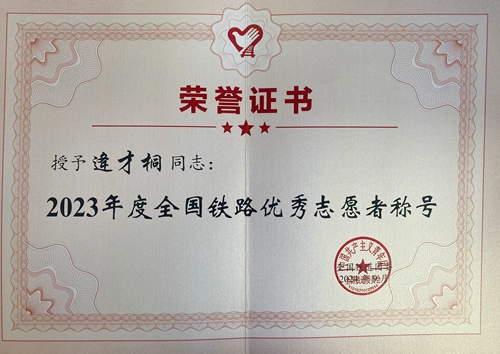 荣誉证书
授予逄才桐同志：
2023年度全国铁路优秀志愿者称号